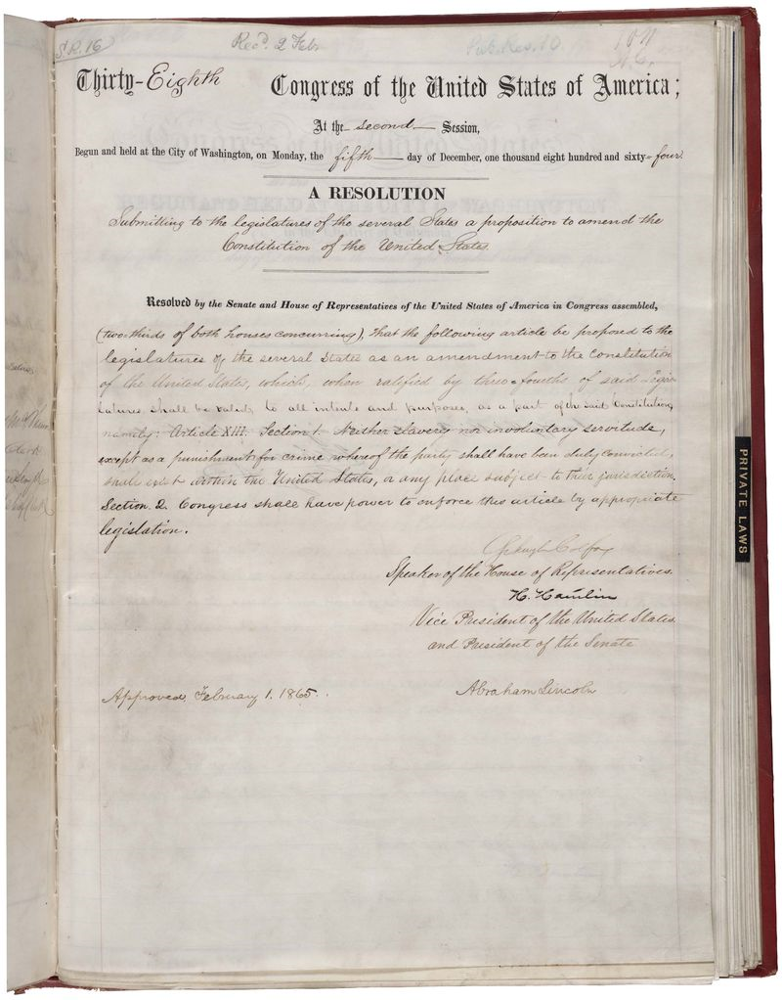 S.R. 16
Recd. 2 Feb.
Pub. Res. 10
Thirty-Eighth Congress of the United States of America;
At the second Session,
Begun and held at the City of Washington, on Monday, the fifth day of December, one thousand eight hundred and sixty-four.
A RESOLUTION
Submitting to the legislatures of the several States a proposition to amend the
Constitution of the United States.
Resolved by the Senate and House of Representatives of the United States of America in Congress assembled,
(two-thirds of both houses concurring), That the following article be proposed to the
legislatures of the several States as an amendment to the Constitution
of the United States, which, when ratified by three-fourths of said Legis-
latures shall be valid, to all intents and purposes, as a part of the said Constitution,
namely: Article XIII. Section 1. Neither slavery nor involuntary servitude,
except as a punishment for crime whereof the party shall have been duly convicted,
shall exist within the United States, or any place subject to their jurisdiction.
Section. 2. Congress shall have power to enforce this article by appropriate
legislation.
Schuyler Colfax
Speaker of the House of Representatives.
H. Hamlin
Vice President of the United States,
and President of the Senate
Approved, February 1. 1865.
Abraham Lincoln
PRIVATE LAWS